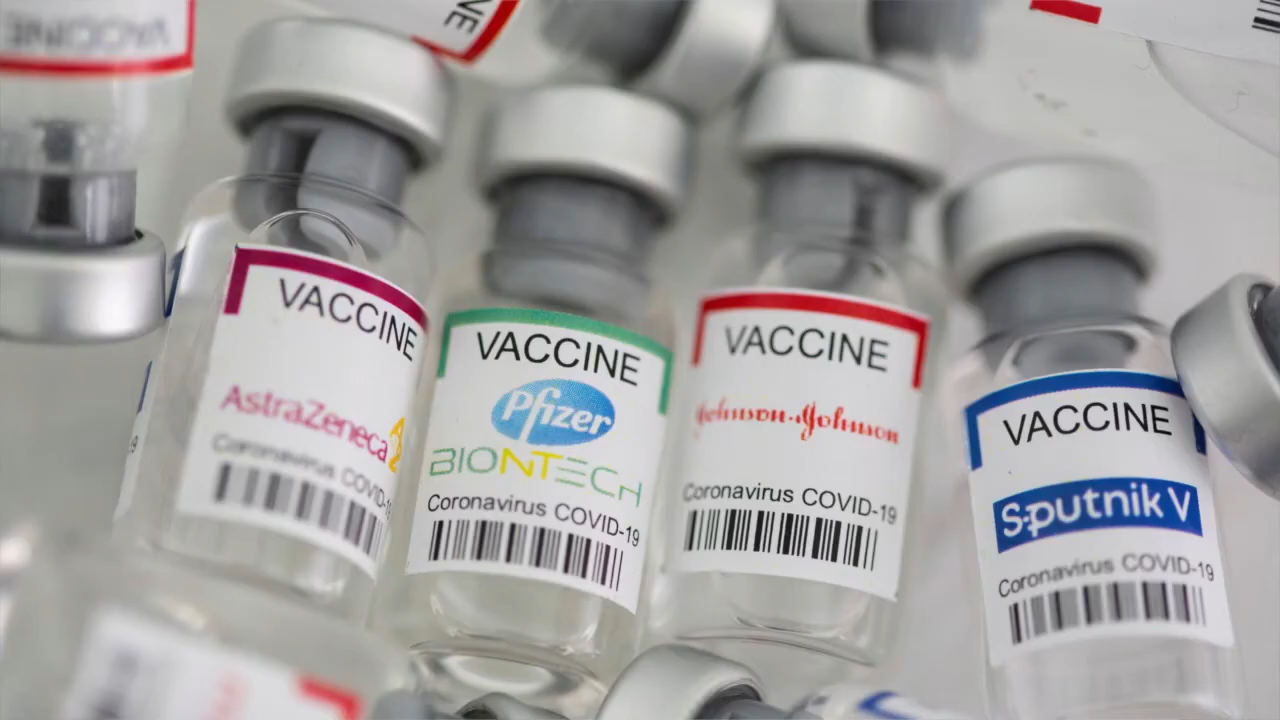 VACCINE
VACCINE
AstraZeneca
Coronavirus COVID-19
VACCINE
Pfizer
BIONTECH
Coronavirus COVID-19
VACCINE
Johnson&Johnson
Coronavirus COVID-19
VACCINE
Sputnik V
Coronavirus COVID-19